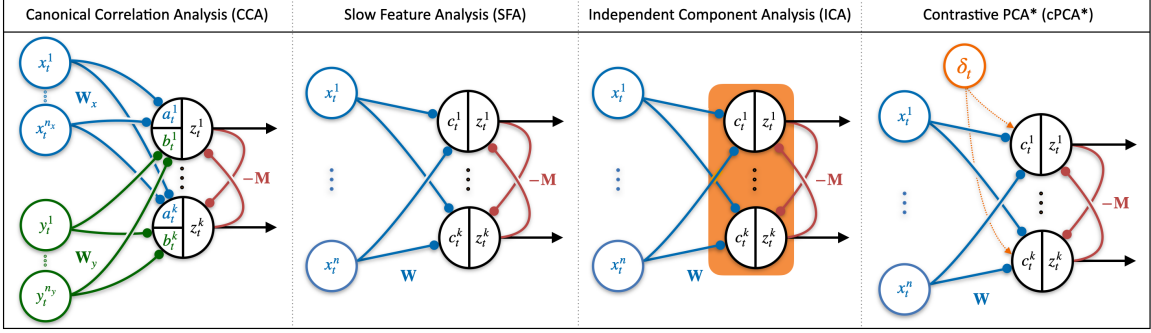 Canonical Correlation Analysis (CCA)
x_t^1
x_t^{n_x}
W_x
y_t^1
y_t^{n_y}
W_y
a_t^1
b_t^1
z_t^1
a_t^k
b_t^k
z_t^k
−M
Slow Feature Analysis (SFA)
x_t^1
x_t^n
W
c_t^1 z_t^1
c_t^k z_t^k
−M
Independent Component Analysis (ICA)
x_t^1
x_t^n
W
c_t^1 z_t^1
c_t^k z_t^k
−M
Contrastive PCA* (cPCA*)
δ_t
x_t^1
x_t^n
W
c_t^1 z_t^1
c_t^k z_t^k
−M